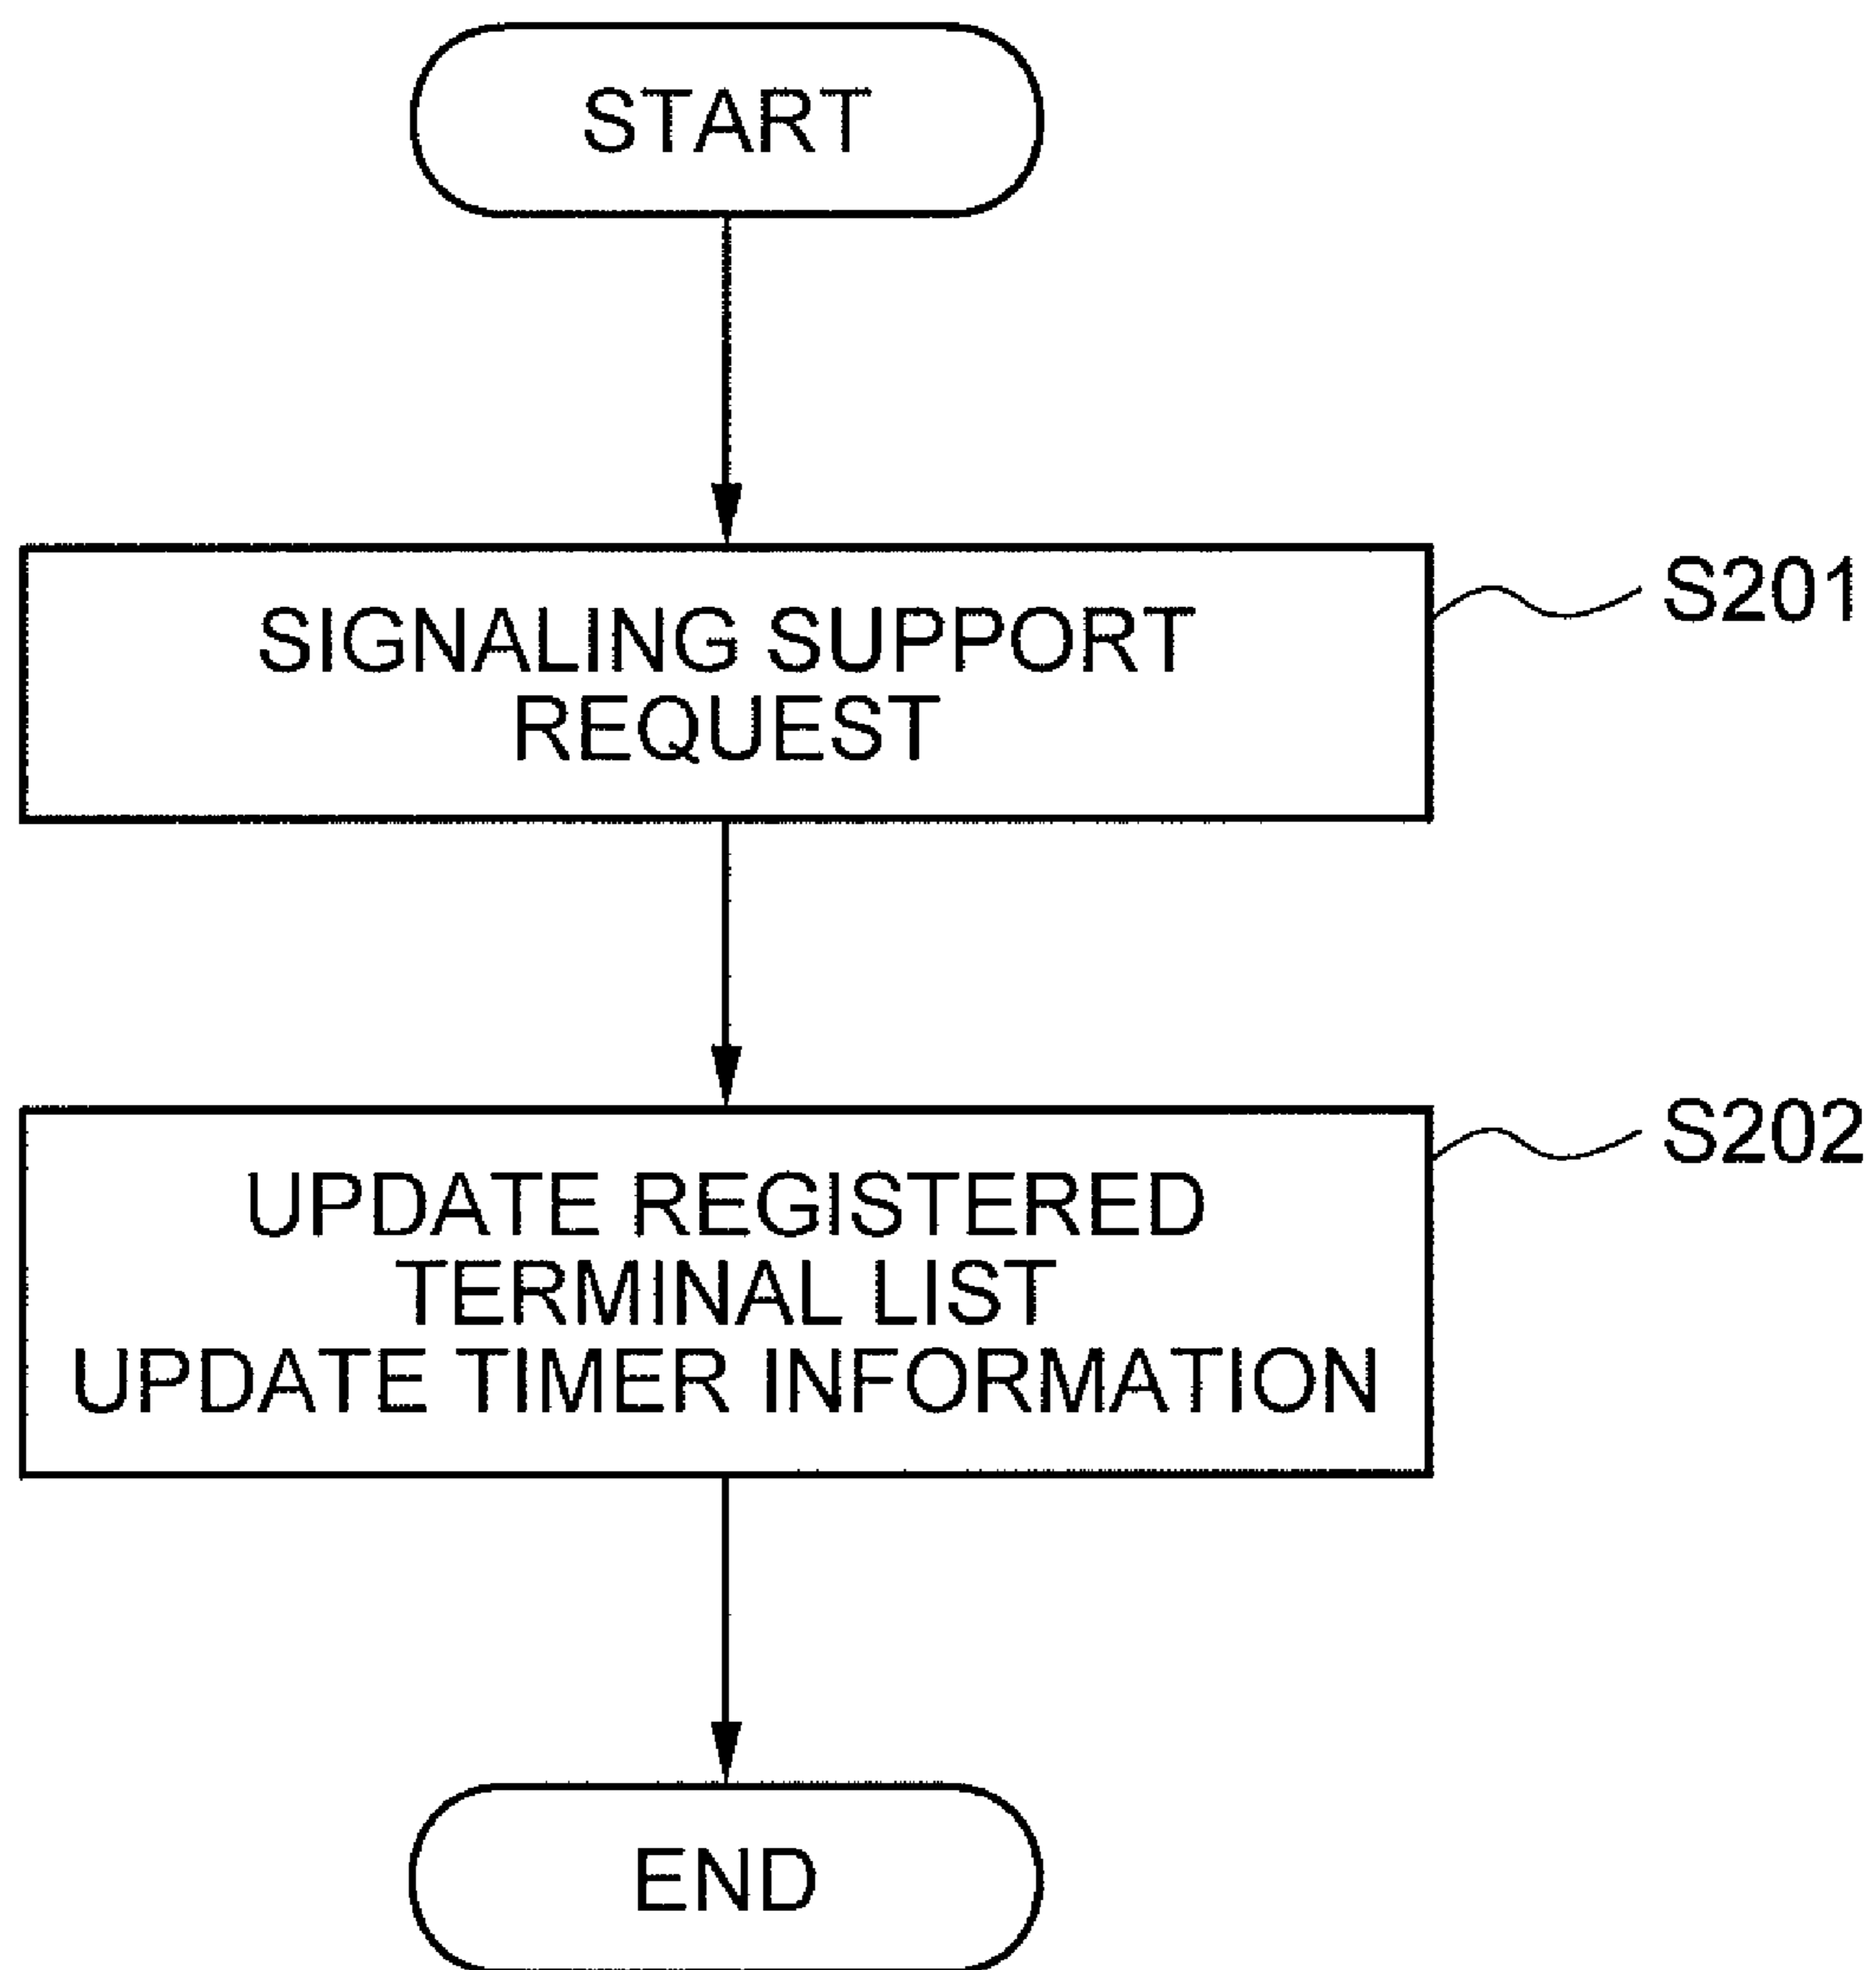 START
SIGNALING SUPPORT
REQUEST
S201
UPDATE REGISTERED
TERMINAL LIST
UPDATE TIMER INFORMATION
S202
END